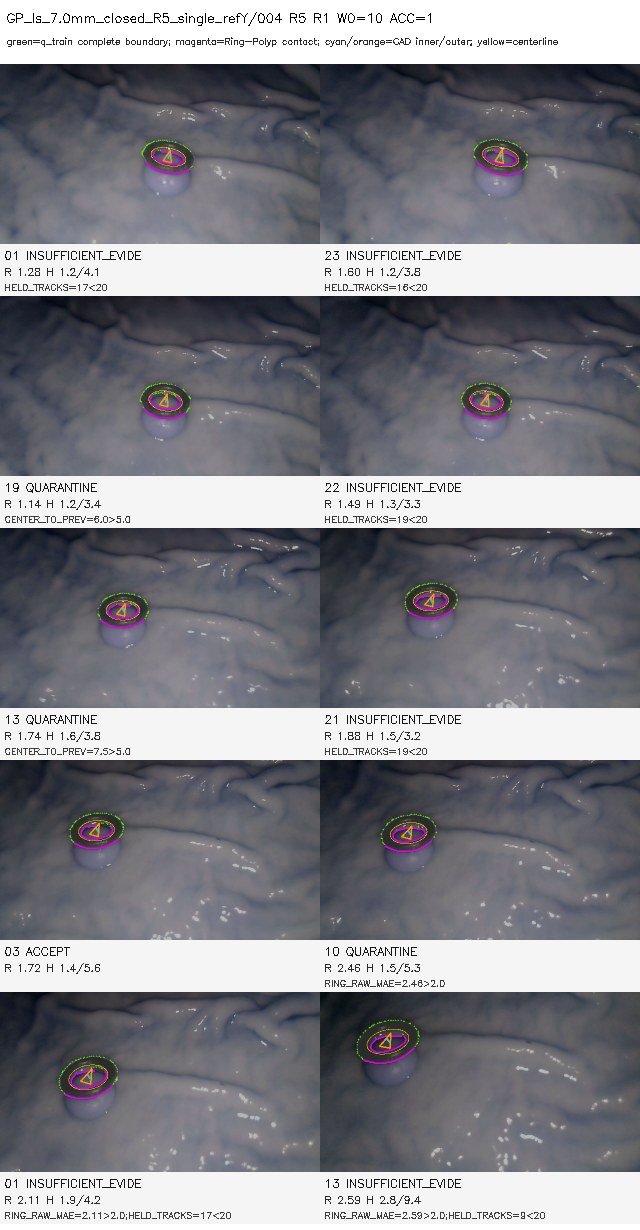 GP_Is_7.0mm_closed_R5_single_refY/004 R5 R1 WO=10 ACC=1
green=q_train complete boundary; magenta=Ring-Polyp contact; cyan/orange=CAD inner/outer; yellow=centerline
01 INSUFFICIENT_EVIDE
R 1.28 H 1.2/4.1
HELD_TRACKS=17<20
23 INSUFFICIENT_EVIDE
R 1.60 H 1.2/3.8
HELD_TRACKS=16<20
19 QUARANTINE
R 1.14 H 1.2/3.4
CENTER_TO_PREV=6.0>5.0
22 INSUFFICIENT_EVIDE
R 1.49 H 1.3/3.3
HELD_TRACKS=19<20
13 QUARANTINE
R 1.74 H 1.6/3.8
CENTER_TO_PREV=7.5>5.0
21 INSUFFICIENT_EVIDE
R 1.88 H 1.5/3.2
HELD_TRACKS=19<20
03 ACCEPT
R 1.72 H 1.4/5.6
10 QUARANTINE
R 2.46 H 1.5/5.3
RING_RAW_MAE=2.46>2.0
01 INSUFFICIENT_EVIDE
R 2.11 H 1.9/4.2
RING_RAW_MAE=2.11>2.0;HELD_TRACKS=17<20
13 INSUFFICIENT_EVIDE
R 2.59 H 2.8/9.4
RING_RAW_MAE=2.59>2.0;HELD_TRACKS=9<20